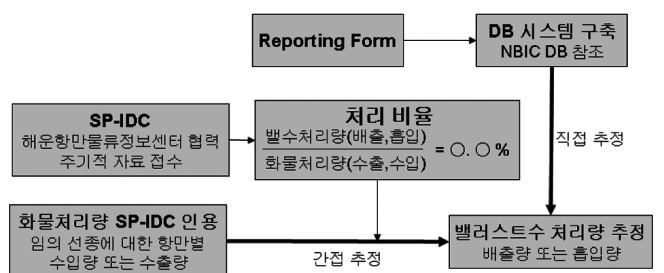 Reporting Form
DB 시스템 구축
NBIC DB 참조
SP-IDC
해운항만물류정보센터 협력
주기적 자료 접수
처리 비율
밸수처리량(배출,흡입)
화물처리량(수출,수입)
= ○. ○ %
직접 추정
화물처리량 SP-IDC 인용
임의 선종에 대한 항만별
수입량 또는 수출량
간접 추정
밸러스트수 처리량 추정
배출량 또는 흡입량